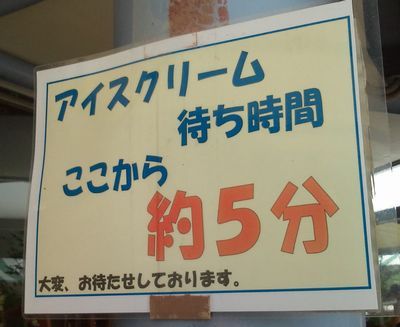 アイスクリーム
待ち時間
ここから
約５分
大変、お待たせしております。